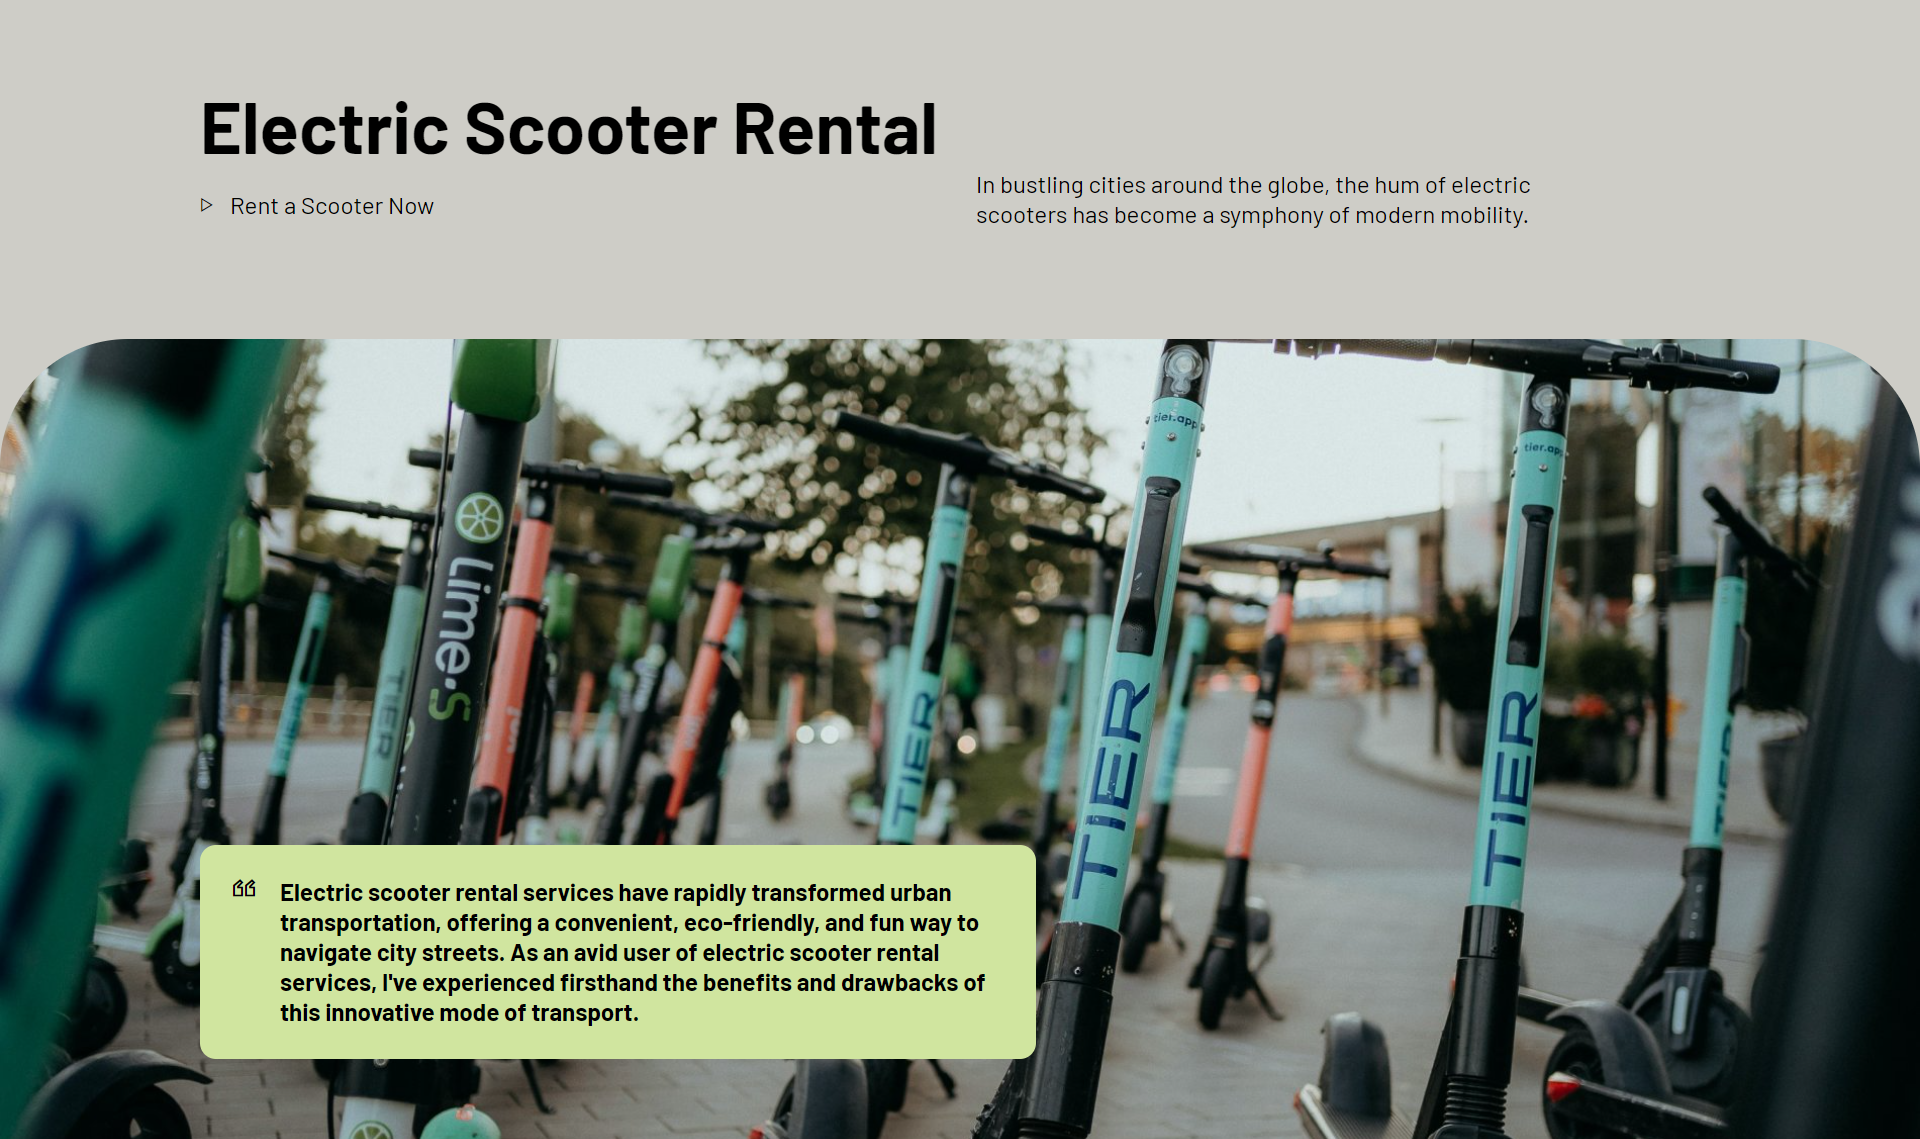 Electric Scooter Rental
Rent a Scooter Now
In bustling cities around the globe, the hum of electric
scooters has become a symphony of modern mobility.
tier.app
tier.app
Lime-S
TIER
TIER
TIER
TIER
TIER
Electric scooter rental services have rapidly transformed urban
transportation, offering a convenient, eco-friendly, and fun way to
navigate city streets. As an avid user of electric scooter rental
services, I've experienced firsthand the benefits and drawbacks of
this innovative mode of transport.